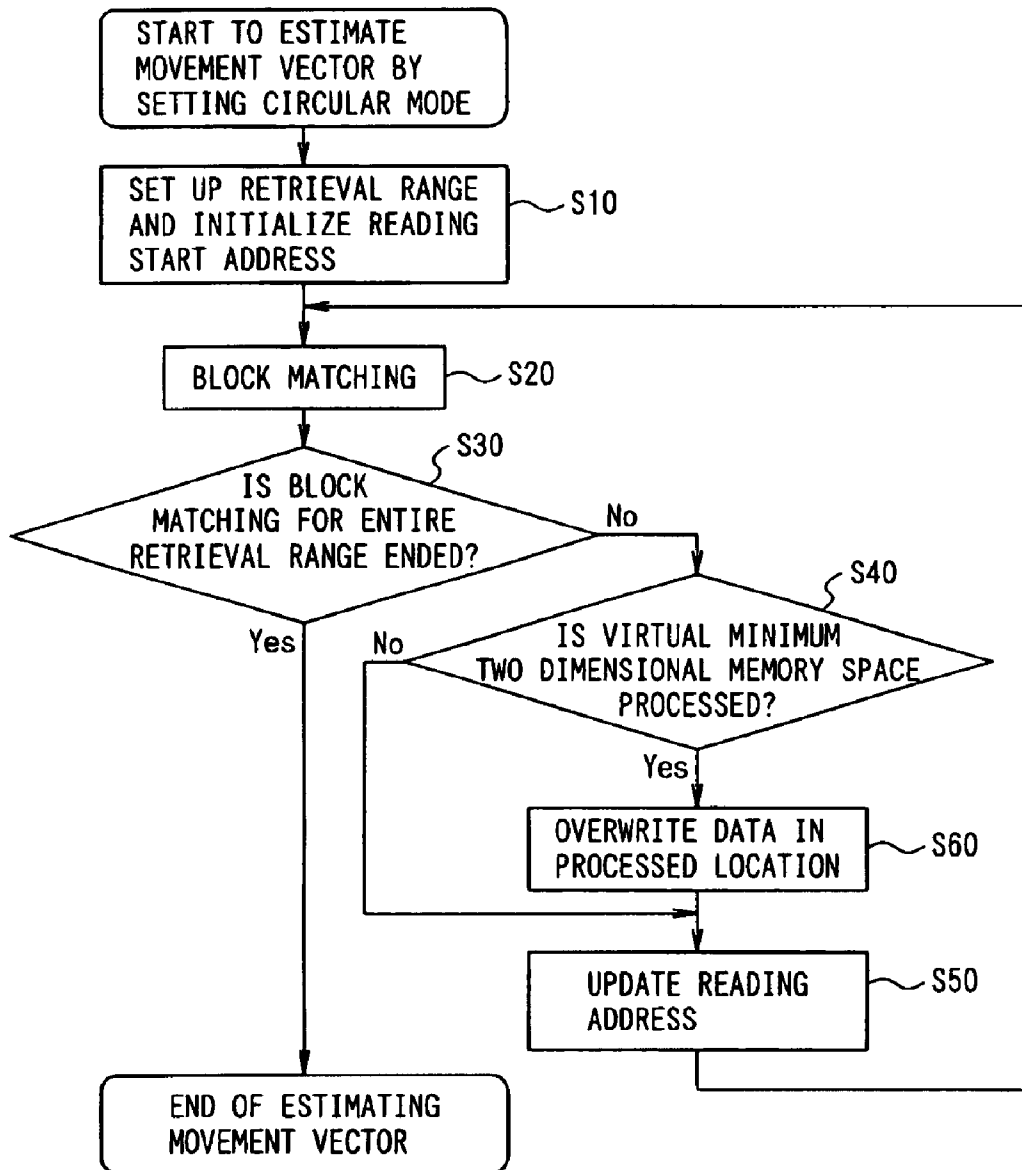 START TO ESTIMATE
MOVEMENT VECTOR BY
SETTING CIRCULAR MODE
SET UP RETRIEVAL RANGE
AND INITIALIZE READING
START ADDRESS
S10
BLOCK MATCHING
S20
S30
IS BLOCK
MATCHING FOR ENTIRE
RETRIEVAL RANGE ENDED?
No
Yes
S40
IS VIRTUAL MINIMUM
TWO DIMENSIONAL MEMORY SPACE
PROCESSED?
No
Yes
OVERWRITE DATA IN
PROCESSED LOCATION
S60
UPDATE READING
ADDRESS
S50
END OF ESTIMATING
MOVEMENT VECTOR